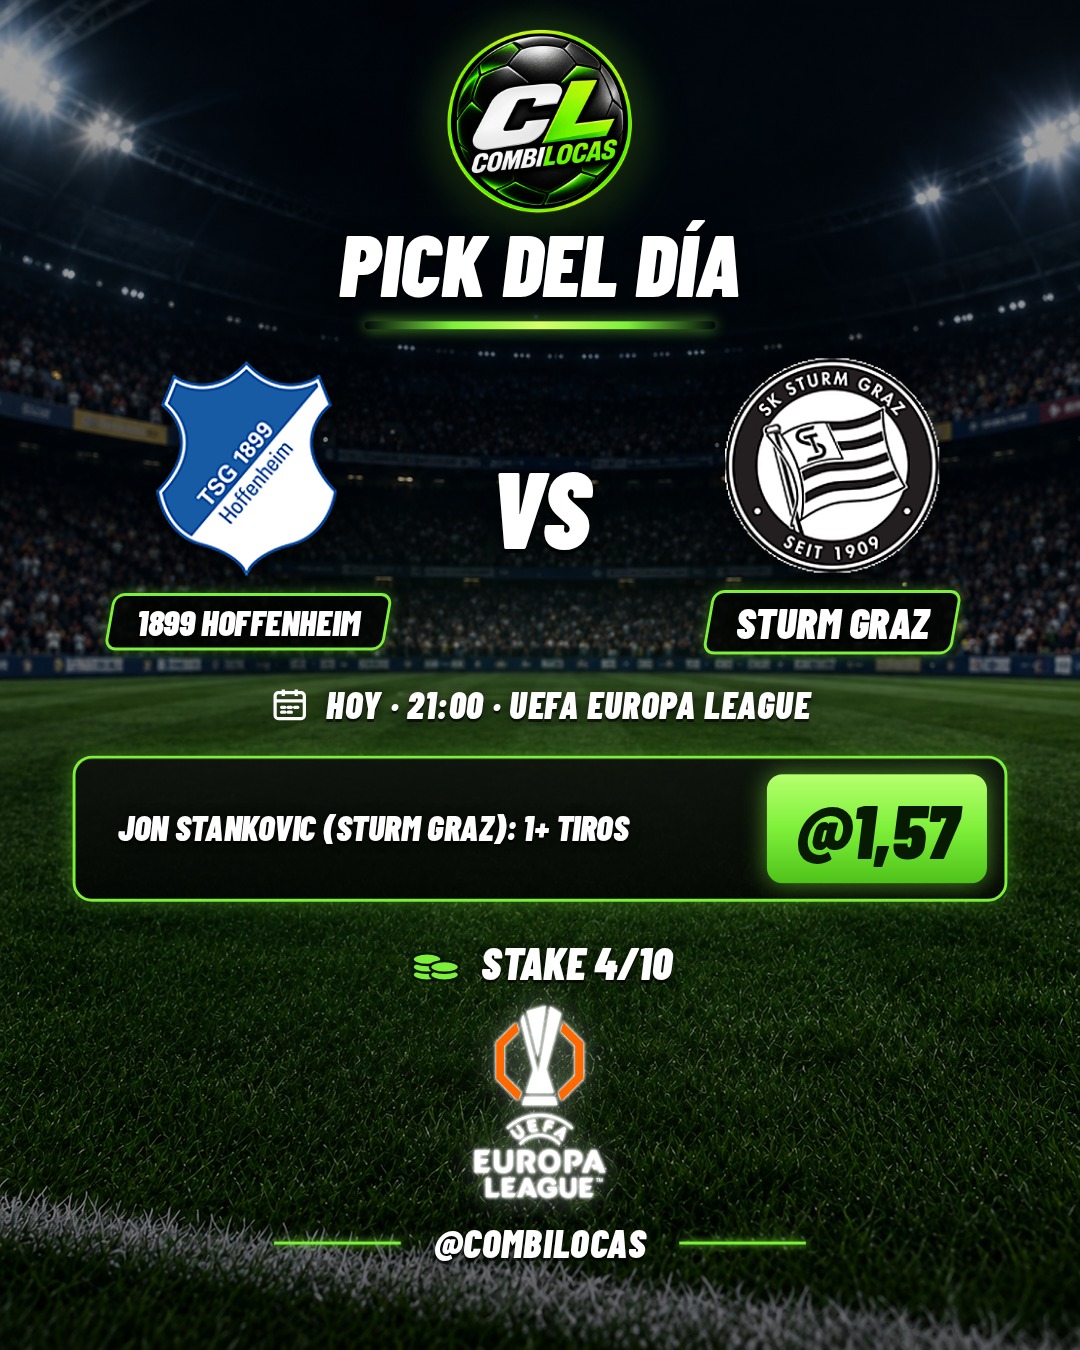 CL
COMBILOCAS
PICK DEL DÍA
TSG 1899
Hoffenheim
SK STURM GRAZ
SEIT 1909
VS
1899 HOFFENHEIM
STURM GRAZ
HOY · 21:00 · UEFA EUROPA LEAGUE
JON STANKOVIC (STURM GRAZ): 1+ TIROS
@1,57
STAKE 4/10
UEFA
EUROPA
LEAGUE™
@COMBILOCAS